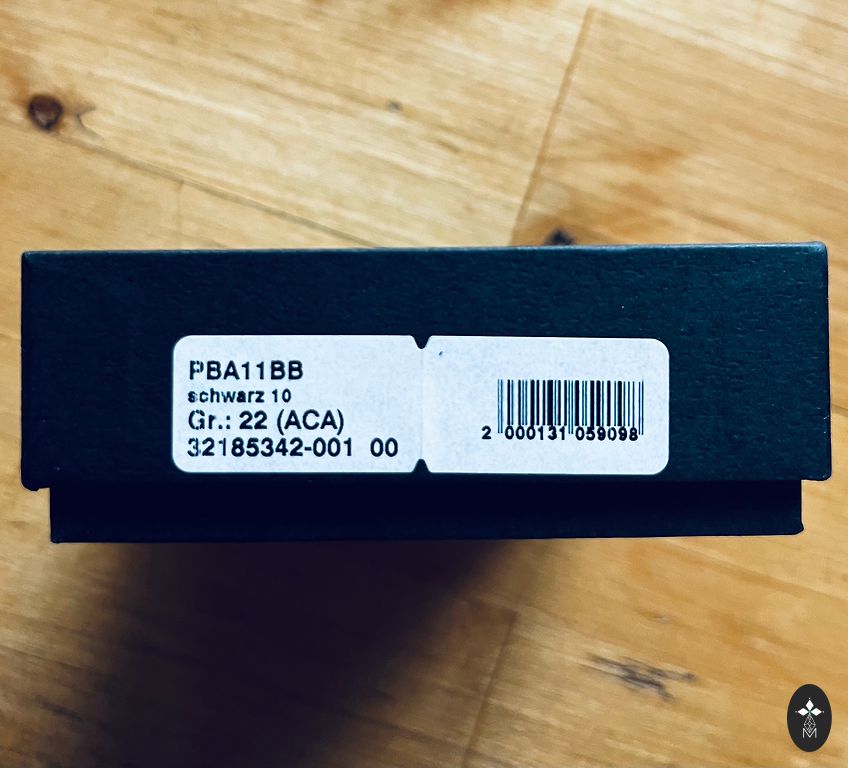 PBA11BB
schwarz 10
Gr.: 22 (ACA)
32185342-001 00
2 000131 059098
M